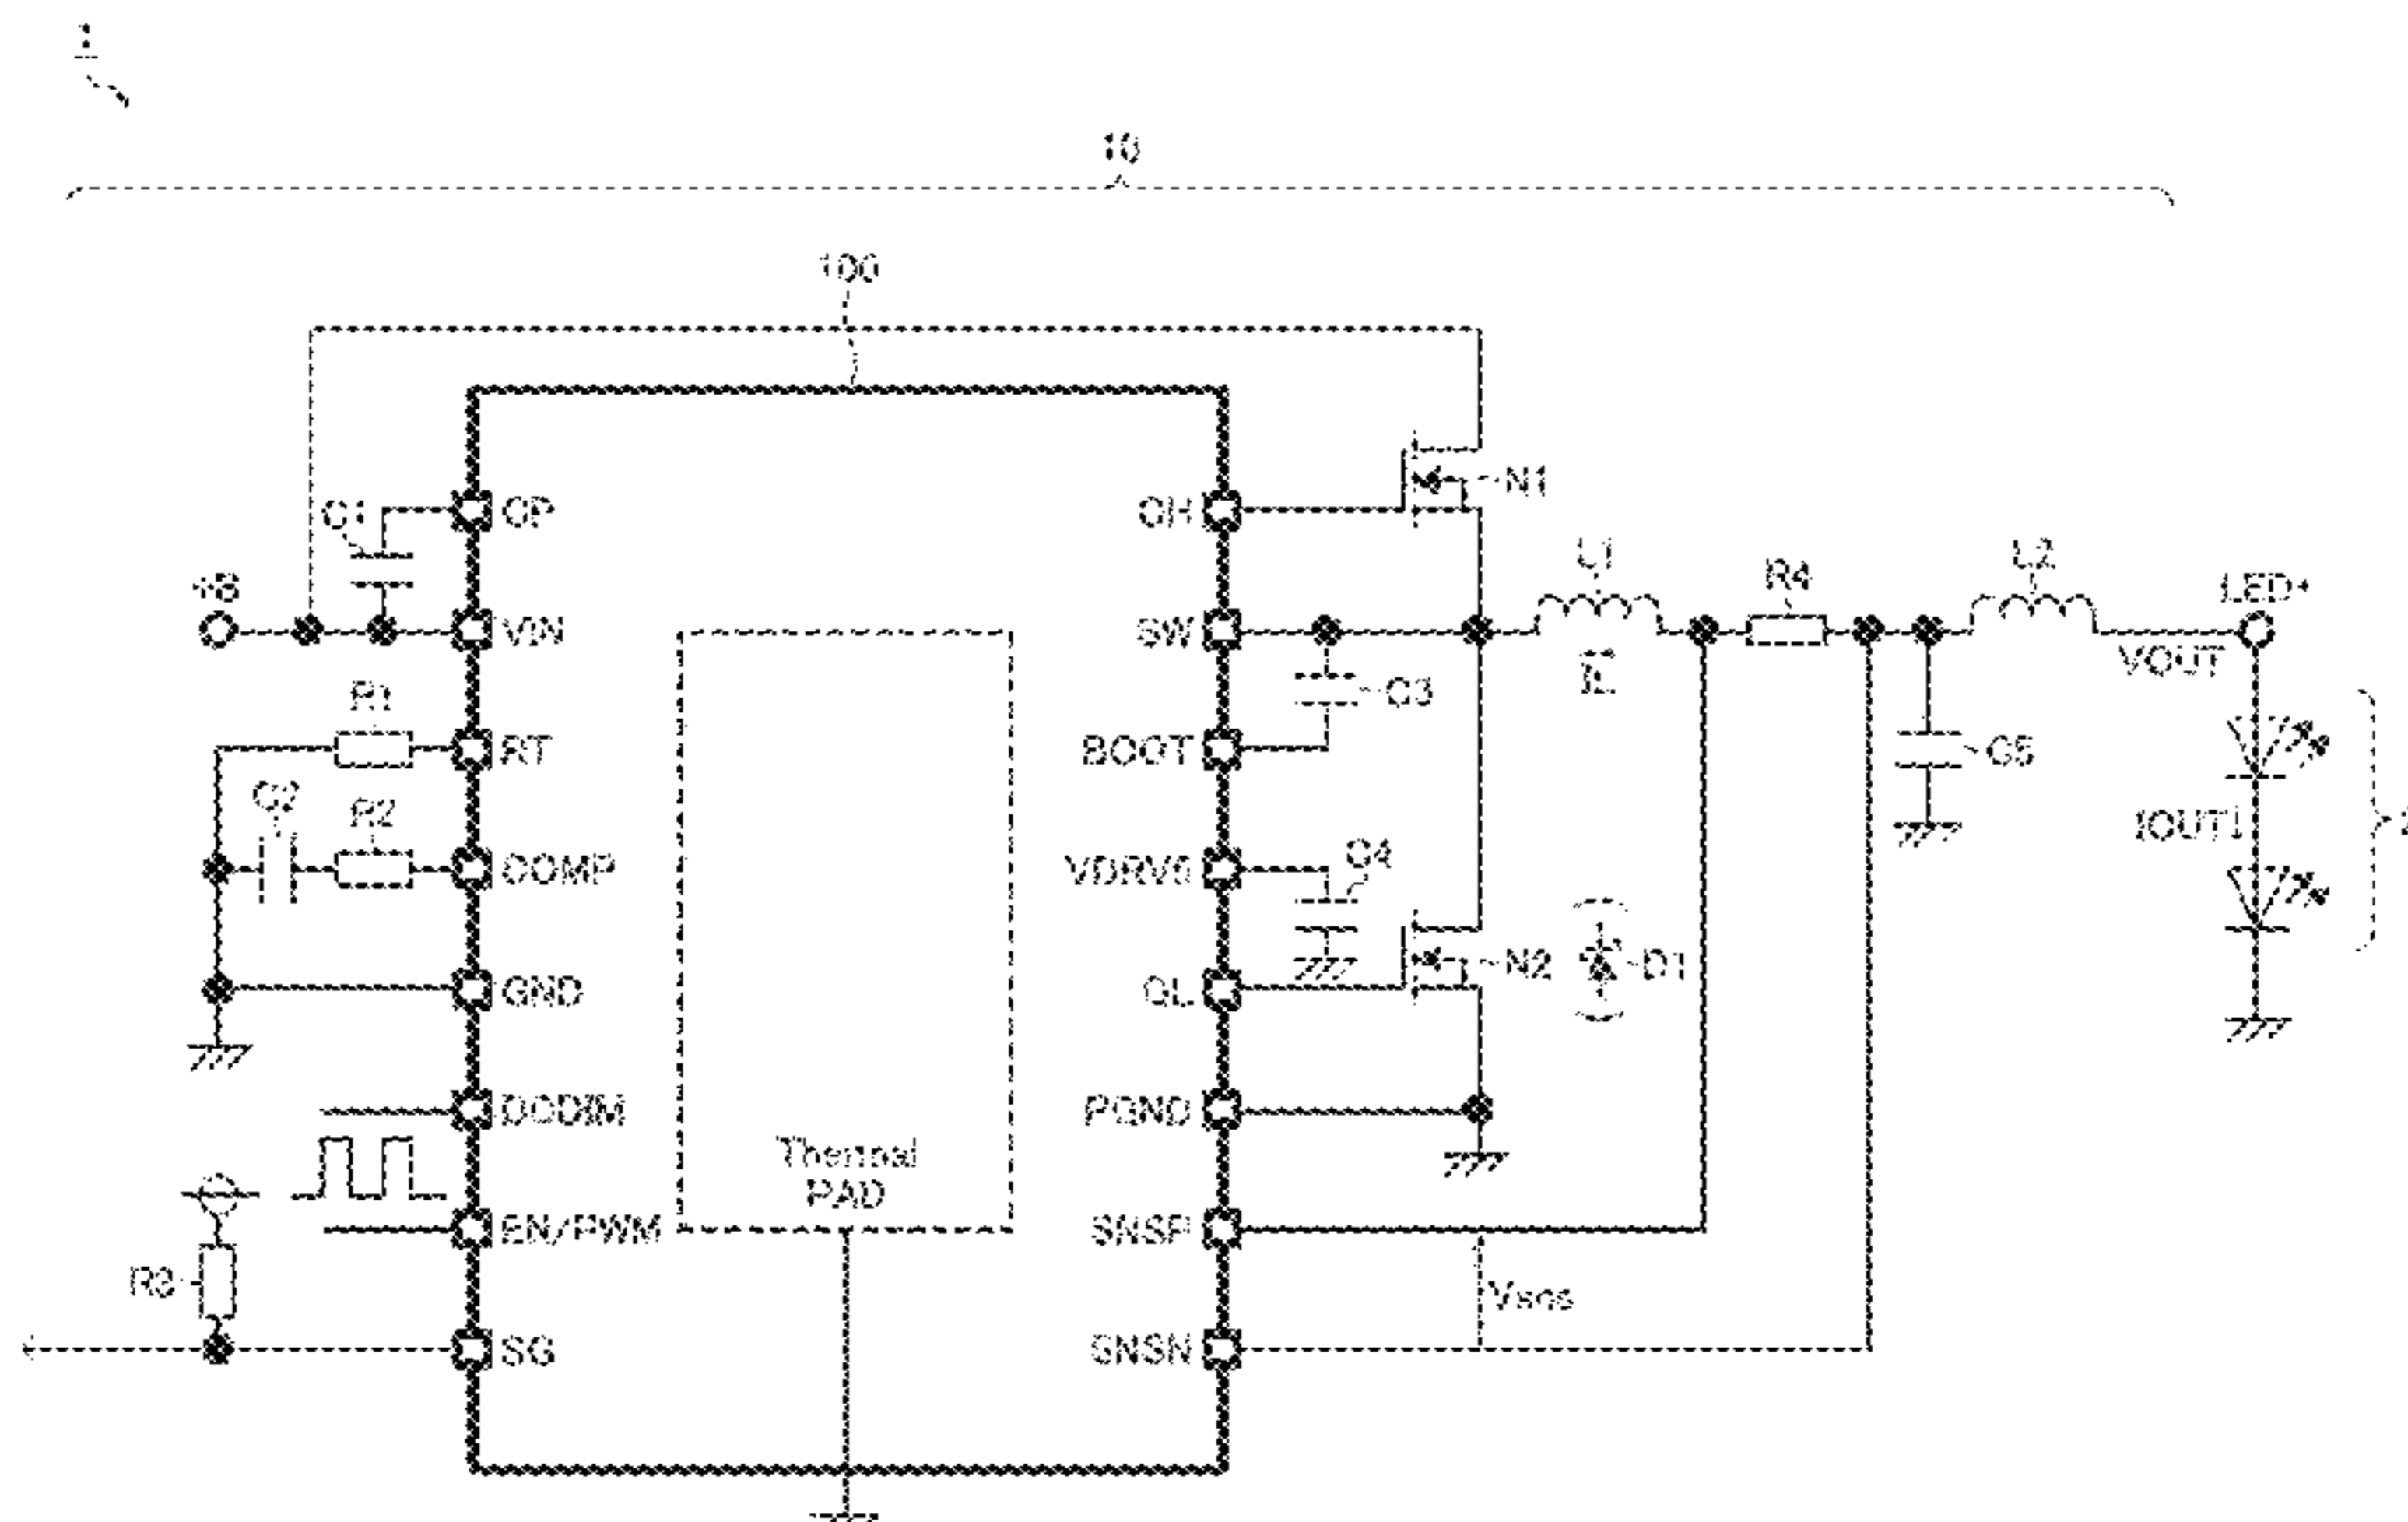 1
10
100
C1
CP
GH
N1
+B
VIN
SW
L1
R4
L2
LED+
IL
VOUT
R1
C3
RT
BOOT
C5
C2
R2
IOUT
COMP
VDRV5
C4
GND
GL
N2
D1
DCDIM
PGND
Thermal
PAD
EN/PWM
SNSP
R3
Vsns
SG
SNSN